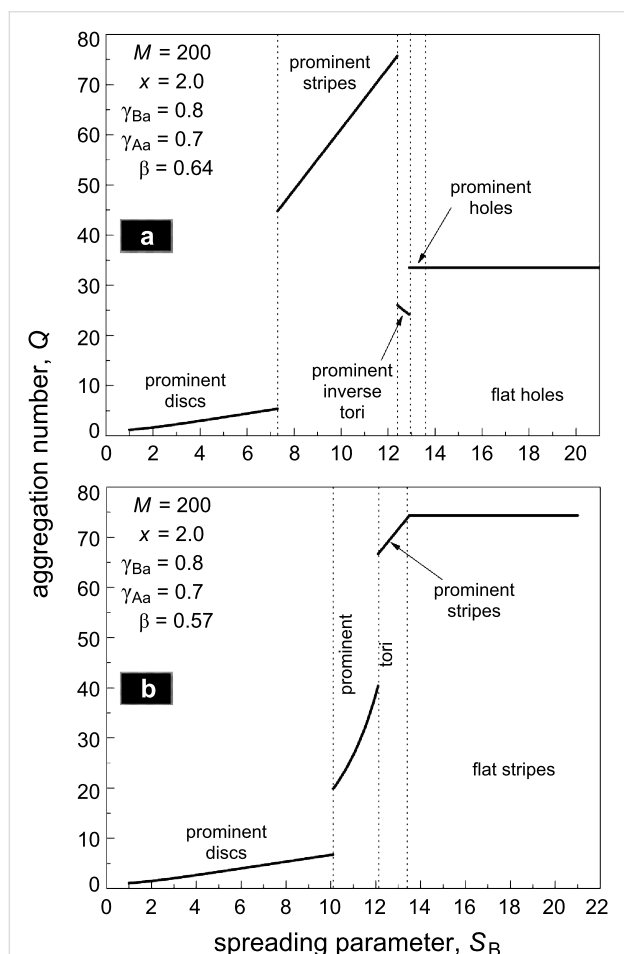 80
70
60
50
40
30
20
10
0
M = 200
x = 2.0
γBa = 0.8
γAa = 0.7
β = 0.64
a
prominent
stripes
prominent
holes
prominent
discs
prominent
inverse
tori
flat holes
0 2 4 6 8 10 12 14 16 18 20
aggregation number, Q
80
70
60
50
40
30
20
10
0
M = 200
x = 2.0
γBa = 0.8
γAa = 0.7
β = 0.57
b
prominent
stripes
prominent
tori
flat stripes
prominent
discs
0 2 4 6 8 10 12 14 16 18 20 22
spreading parameter, SB